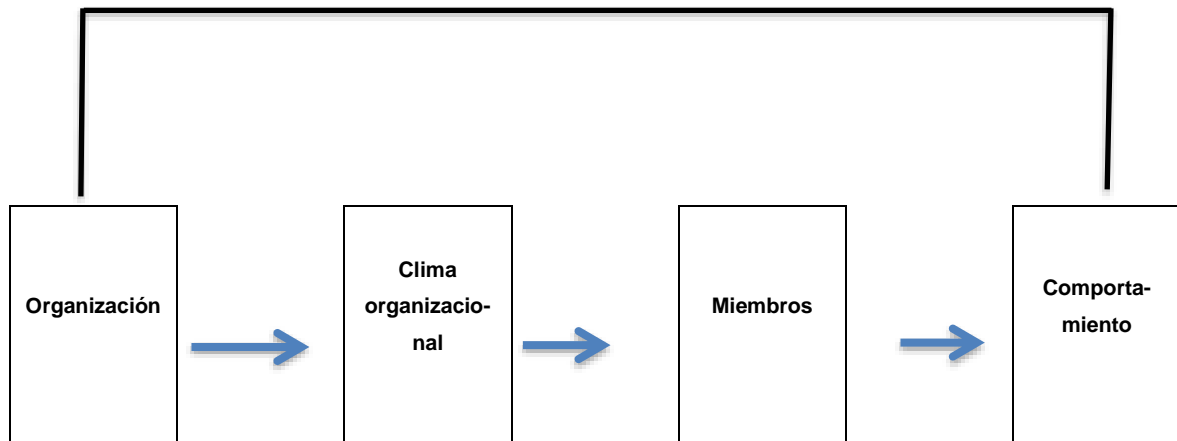 Organización
Clima
organizacio-
nal
Miembros
Comporta-
miento